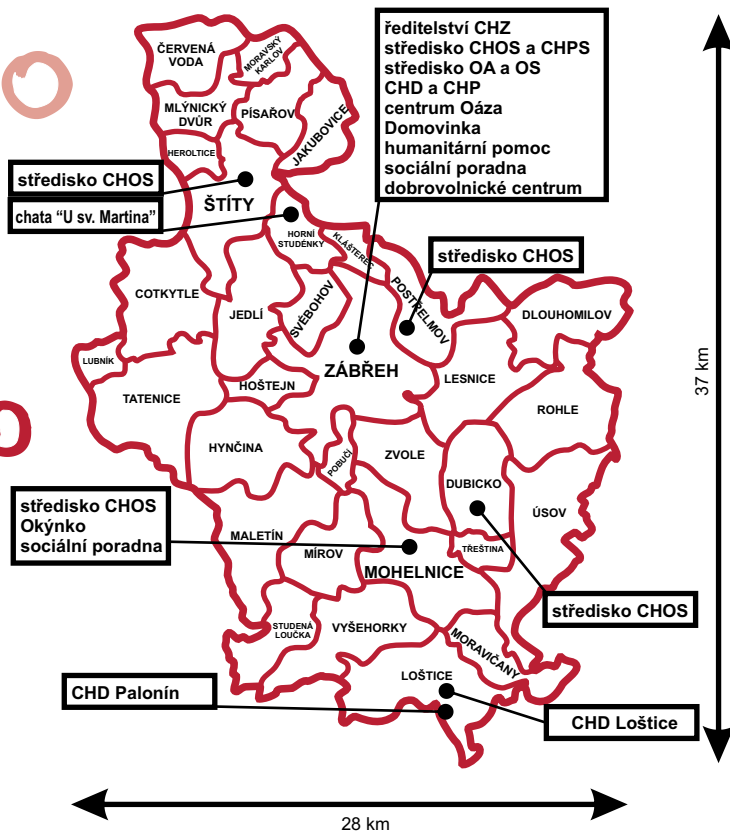 ředitelství CHZ
středisko CHOS a CHPS
středisko OA a OS
CHD a CHP
centrum Oáza
Domovinka
humanitární pomoc
sociální poradna
dobrovolnické centrum
ČERVENÁ
VODA
MORAVSKÝ
KARLOV
MLÝNICKÝ
DVŮR
PÍSAŘOV
JAKUBOVICE
HEROLTICE
středisko CHOS
ŠTÍTY
chata “U sv. Martina”
HORNÍ
STUDÉNKY
KLÁŠTEREC
středisko CHOS
POSTŘELMOV
COTKYTLE
JEDLÍ
SVÉBOHOV
DLOUHOMILOV
LUBNÍK
ZÁBŘEH
LESNICE
TATENICE
HOŠTEJN
ROHLE
37 km
HYNČINA
POBUČÍ
ZVOLE
DUBICKO
ÚSOV
středisko CHOS
Okýnko
sociální poradna
MALETÍN
MÍROV
TŘEŠTINA
MOHELNICE
středisko CHOS
STUDENÁ
LOUČKA
VYŠEHORKY
MORAVIČANY
LOŠTICE
CHD Palonín
CHD Loštice
28 km